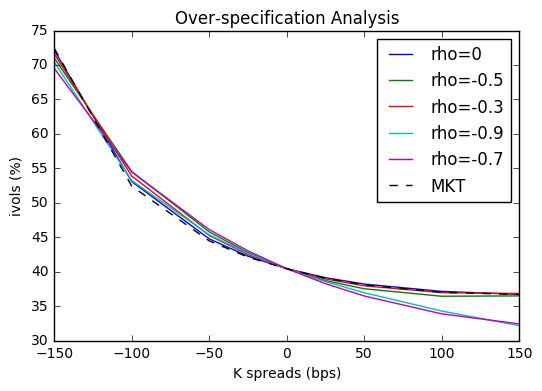 Over-specification Analysis
75
70
65
60
55
50
45
40
35
30
ivols (%)
rho=0
rho=-0.5
rho=-0.3
rho=-0.9
rho=-0.7
MKT
−150 −100 −50 0 50 100 150
K spreads (bps)